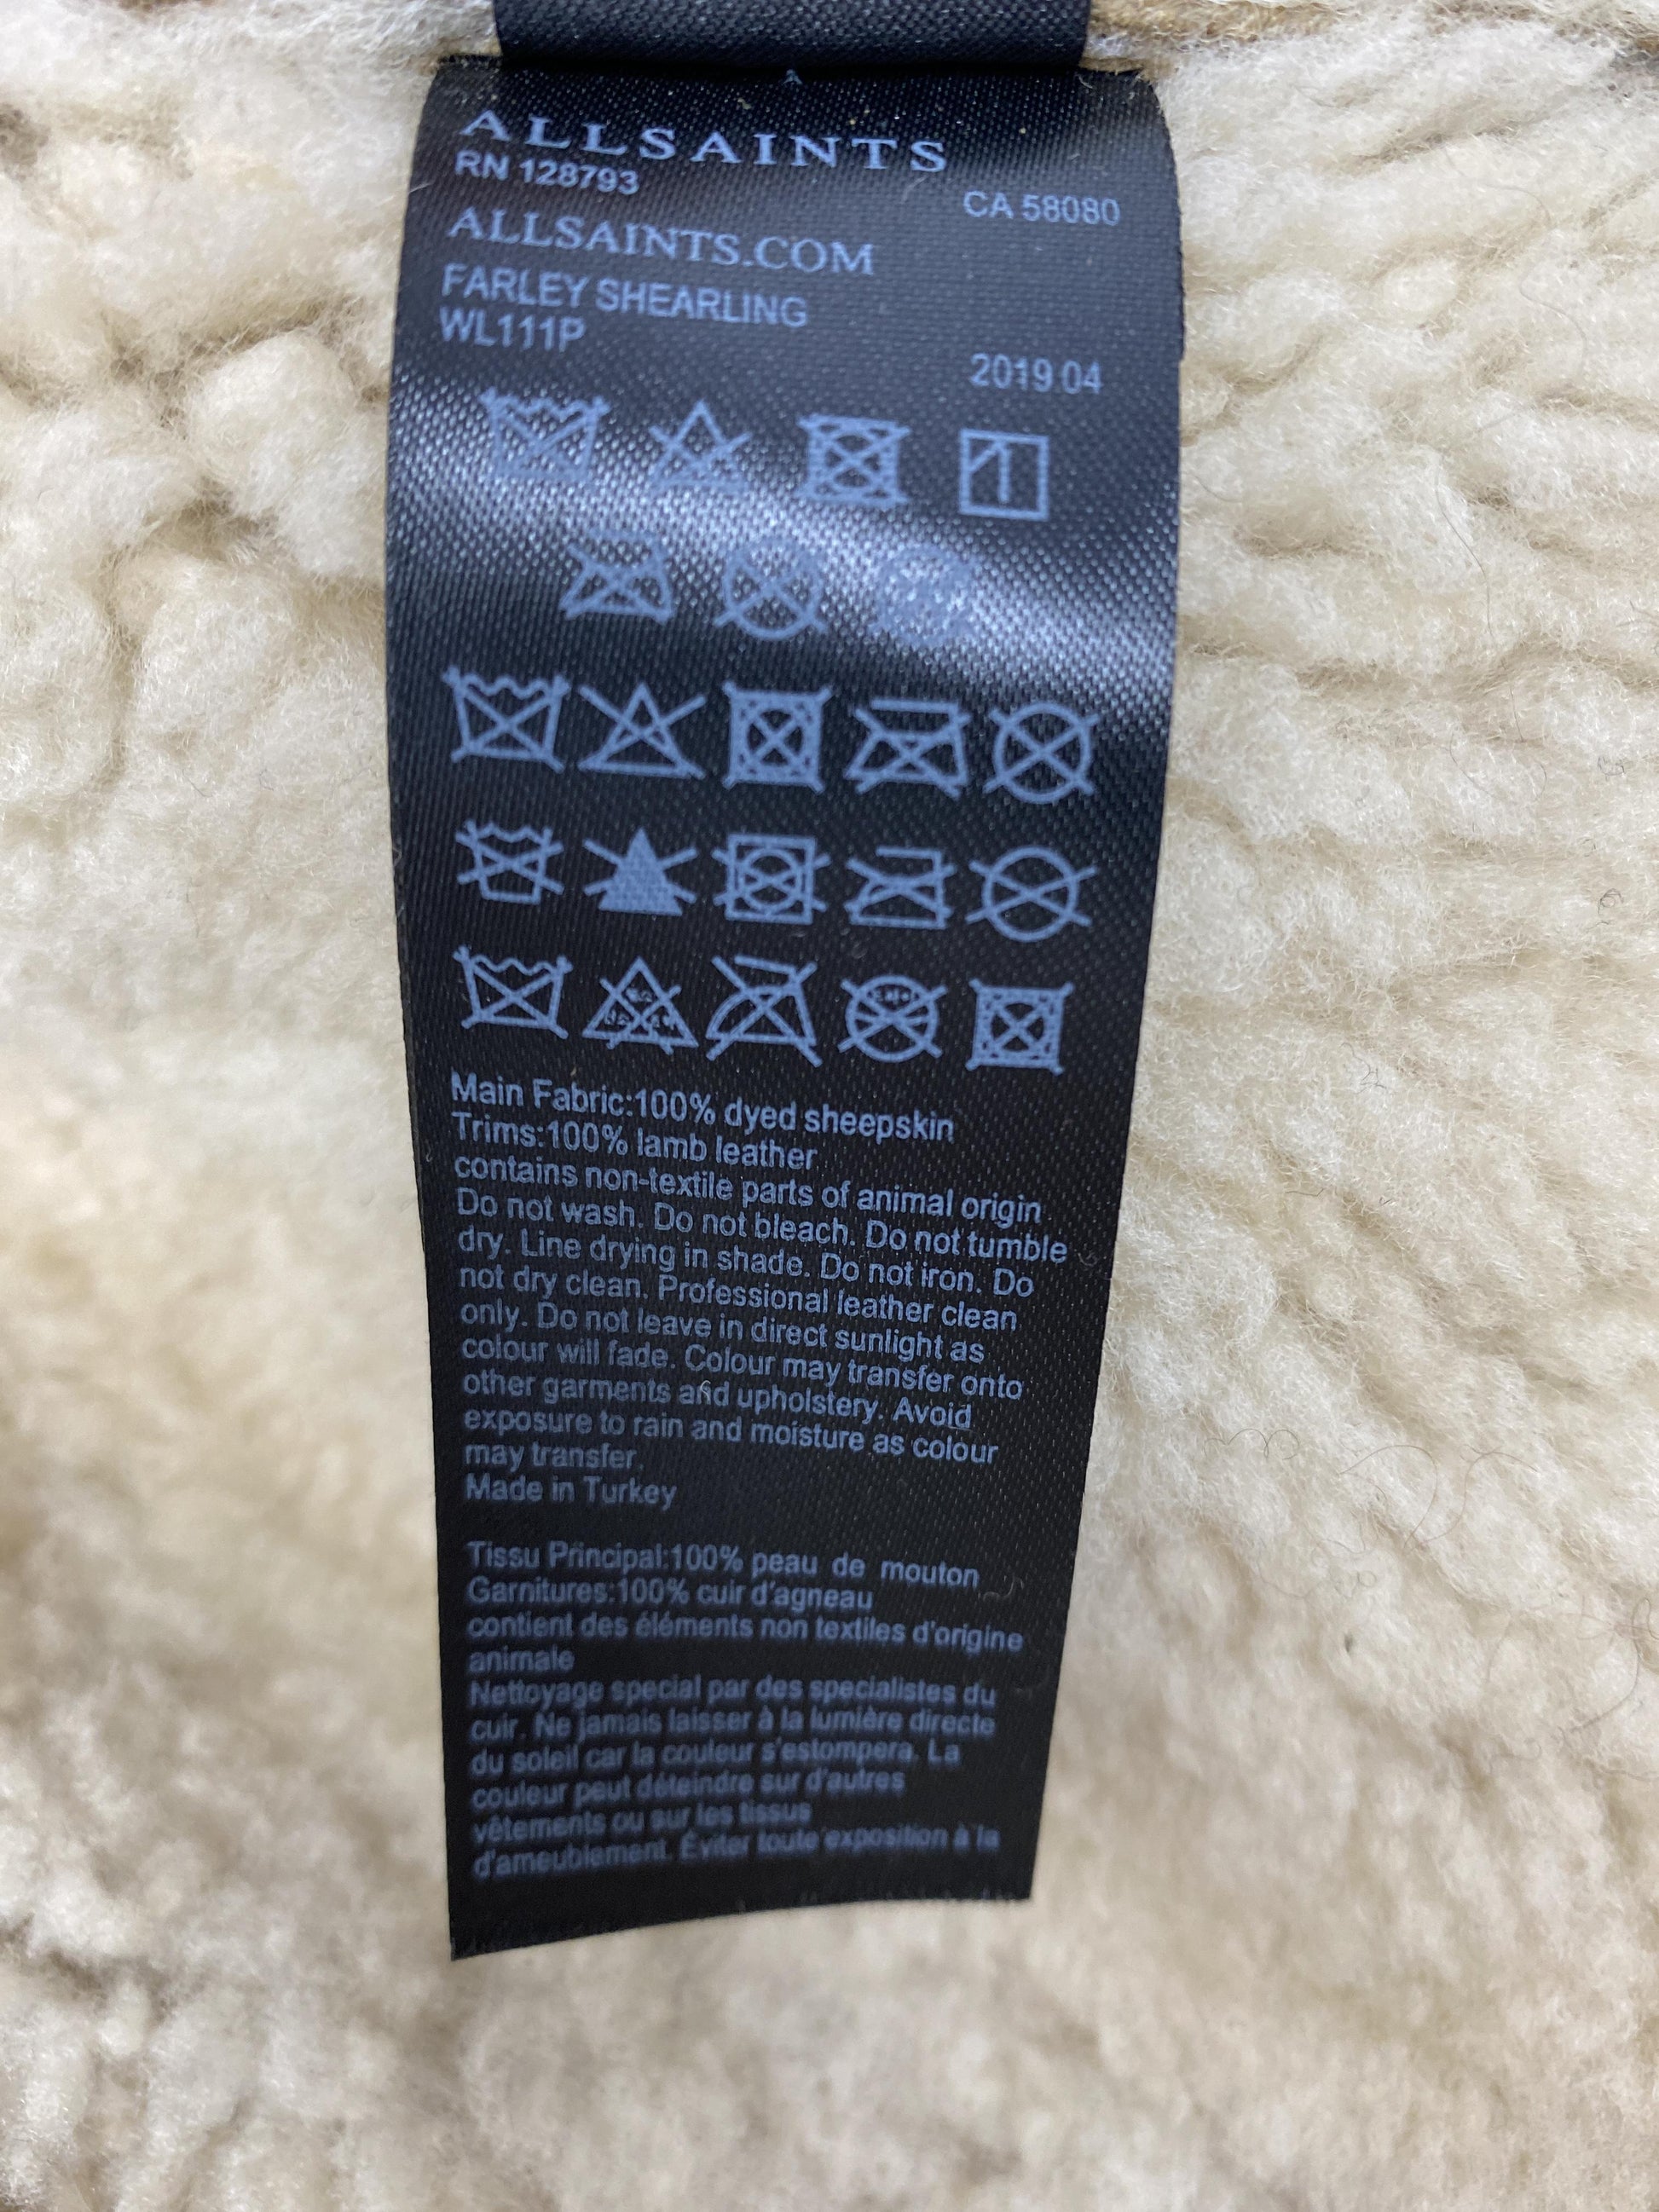 ALLSAINTS
RN 128793
CA 58080
ALLSAINTS.COM
FARLEY SHEARLING
WL111P
2019 04
Main Fabric:100% dyed sheepskin
Trims:100% lamb leather
contains non-textile parts of animal origin
Do not wash. Do not bleach. Do not tumble
dry. Line drying in shade. Do not iron. Do
not dry clean. Professional leather clean
only. Do not leave in direct sunlight as
colour will fade. Colour may transfer onto
other garments and upholstery. Avoid
exposure to rain and moisture as colour
may transfer.
Made in Turkey
Tissu Principal:100% peau de mouton
Garnitures:100% cuir d'agneau
contient des éléments non textiles d'origine
animale
Nettoyage special par des specialistes du
cuir. Ne jamais laisser à la lumière directe
du soleil car la couleur s'estompera. La
couleur peut déteindre sur d'autres
vêtements ou sur les tissus
d'ameublement. Éviter toute exposition à la